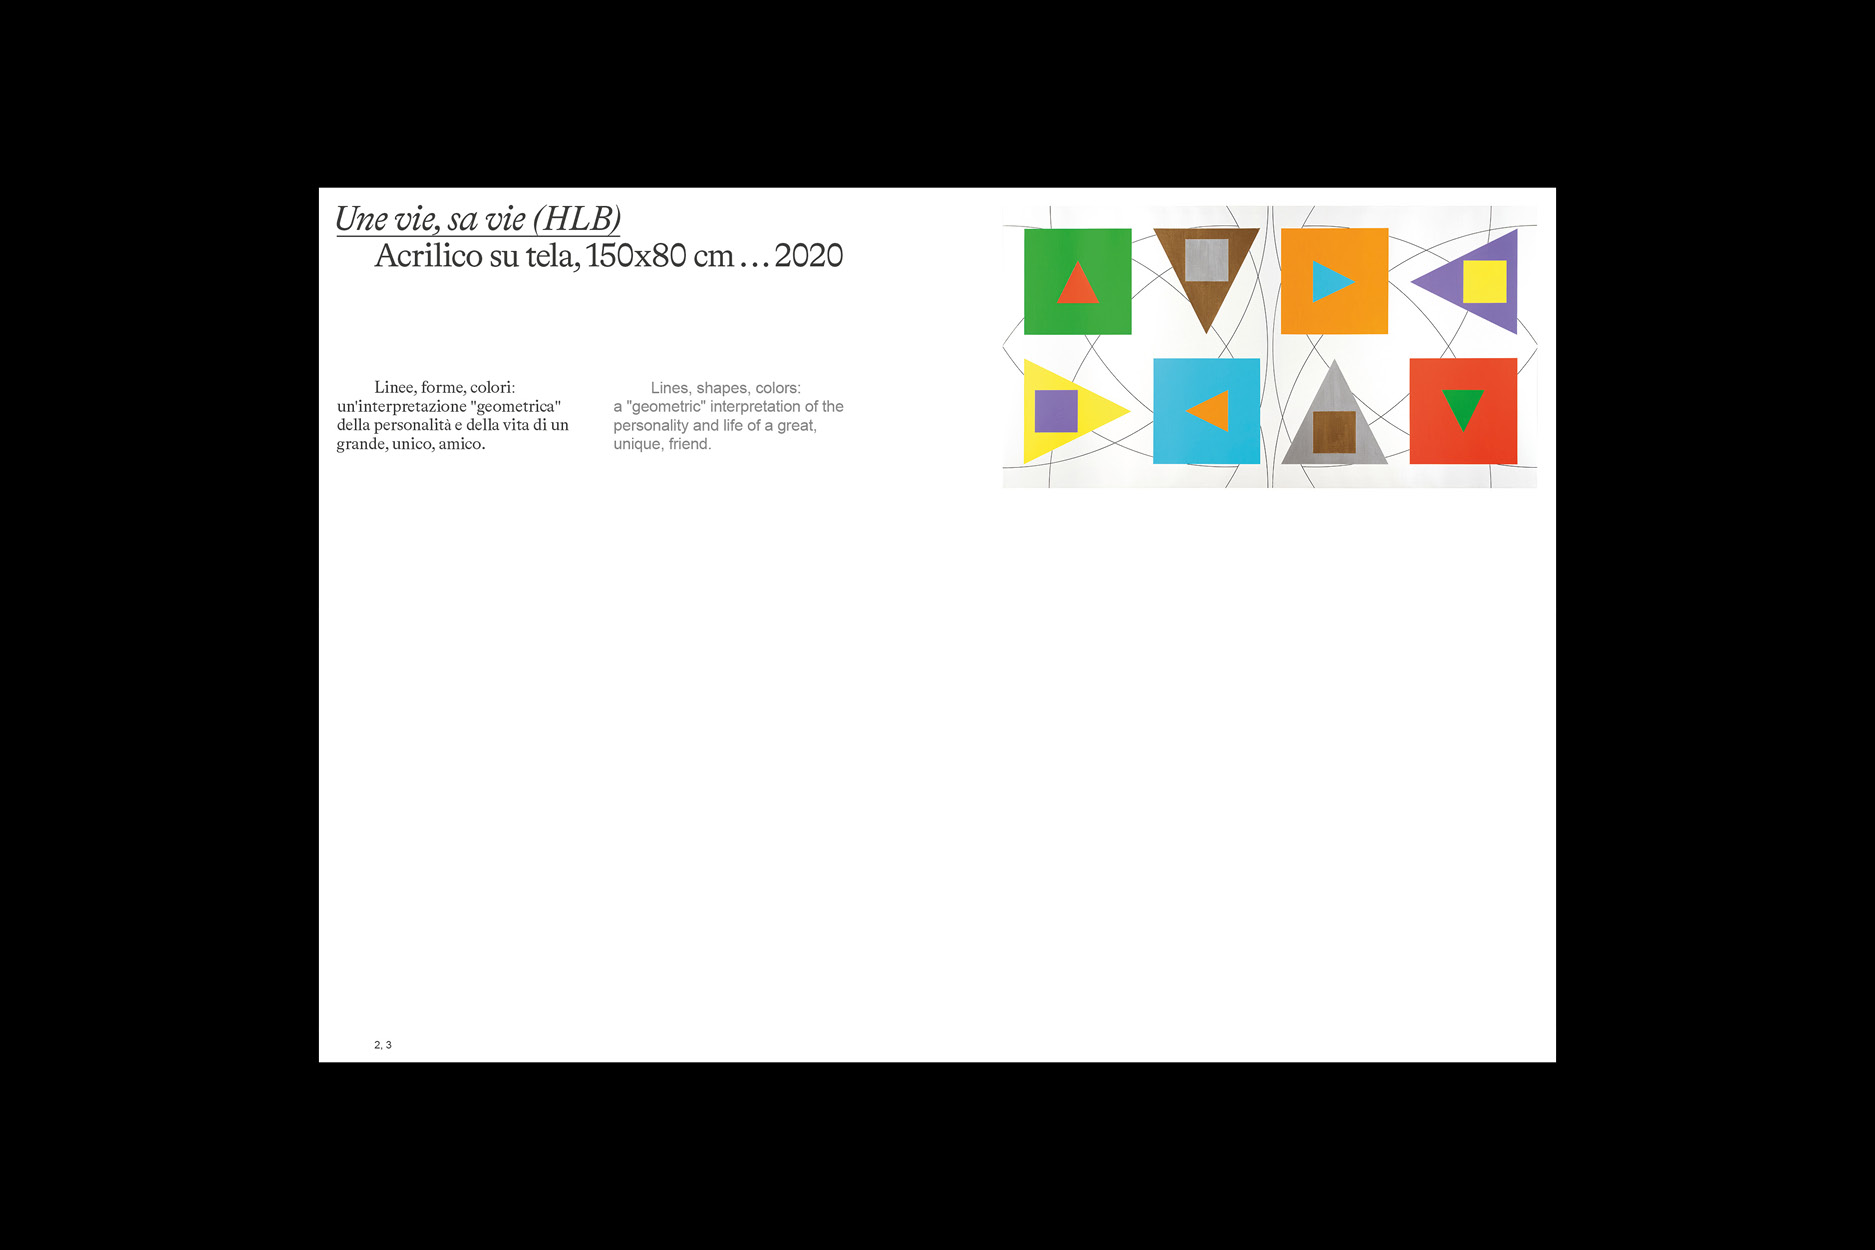 Une vie, sa vie (HLB)
Acrilico su tela, 150x80 cm ... 2020
Linee, forme, colori:
un'interpretazione "geometrica"
della personalità e della vita di un
grande, unico, amico.
Lines, shapes, colors:
a "geometric" interpretation of the
personality and life of a great,
unique, friend.
2, 3